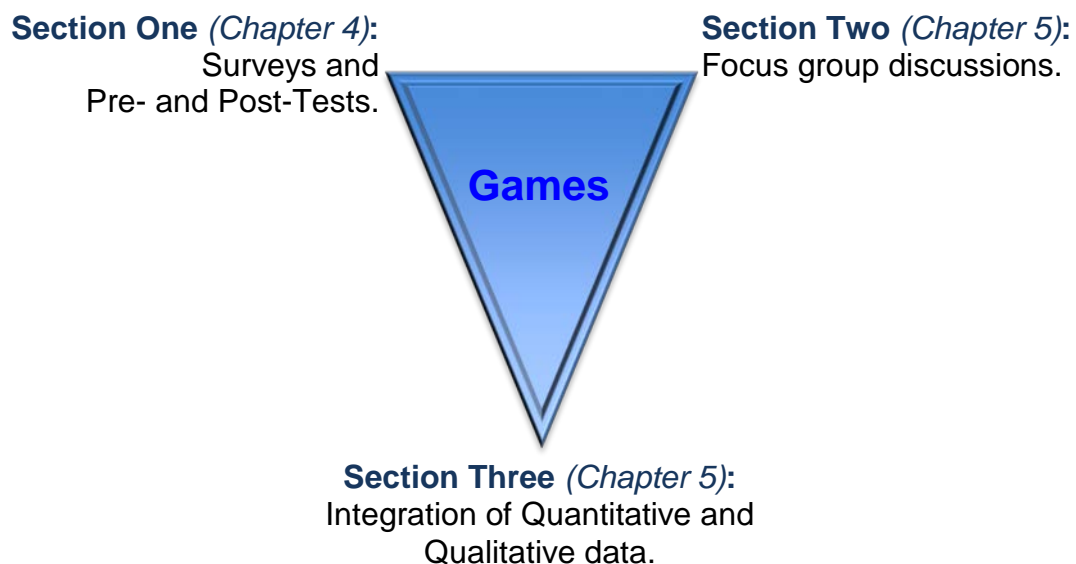 Section One (Chapter 4):
Surveys and
Pre- and Post-Tests.
Section Two (Chapter 5):
Focus group discussions.
Games
Section Three (Chapter 5):
Integration of Quantitative and
Qualitative data.